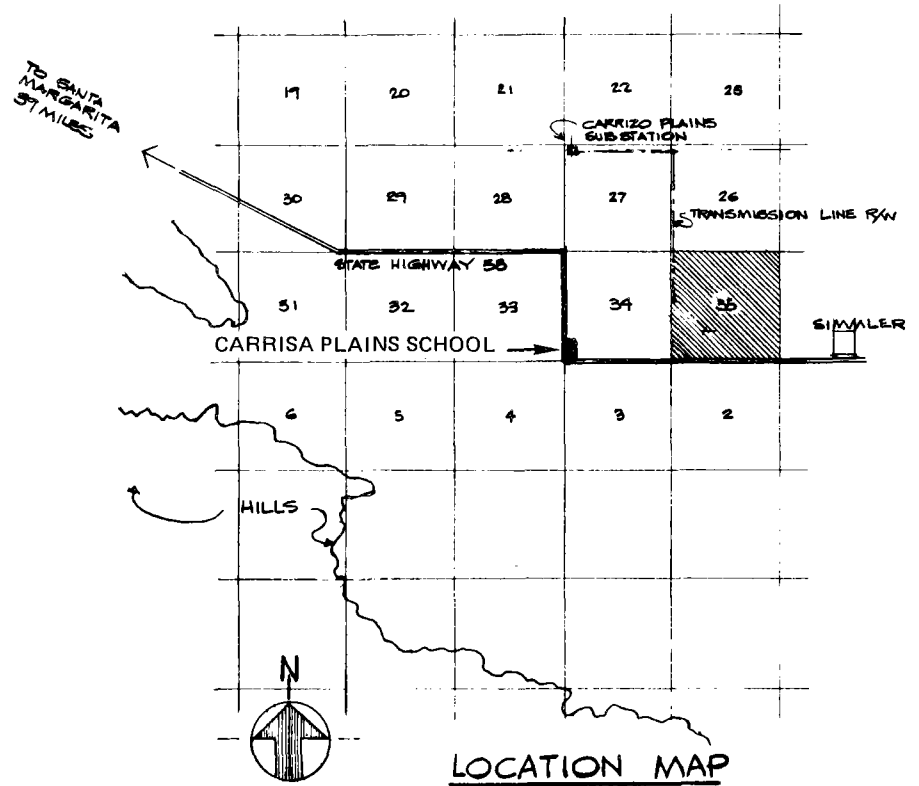 TO SANTA
MARGARITA
39 MILES
19 20 21 22 23
CARRIZO PLAINS
SUBSTATION
30 29 28 27 26
TRANSMISSION LINE R/W
STATE HIGHWAY 58
31 32 33 34 35
SIMMLER
CARRISA PLAINS SCHOOL
6 5 4 3 2
HILLS
N
LOCATION MAP